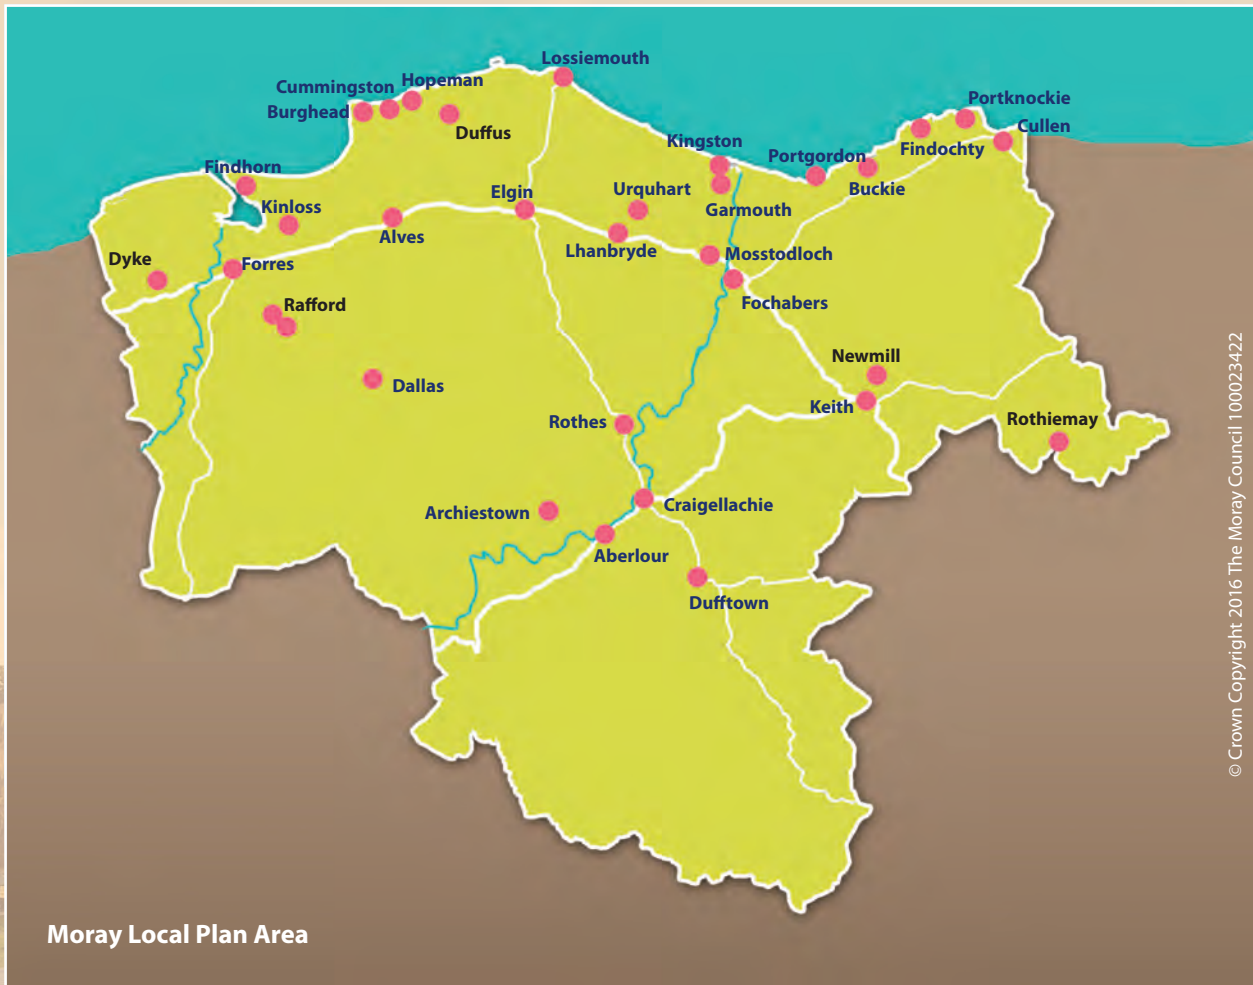 Lossiemouth
Cummingston
Hopeman
Burghead
Duffus
Portknockie
Cullen
Findochty
Kingston
Portgordon
Buckie
Findhorn
Kinloss
Elgin
Urquhart
Garmouth
Alves
Lhanbryde
Mosstodloch
Dyke
Forres
Rafford
Fochabers
Newmill
Dallas
Keith
Rothes
Rothiemay
Archiestown
Craigellachie
Aberlour
Dufftown
© Crown Copyright 2016 The Moray Council 100023422
Moray Local Plan Area